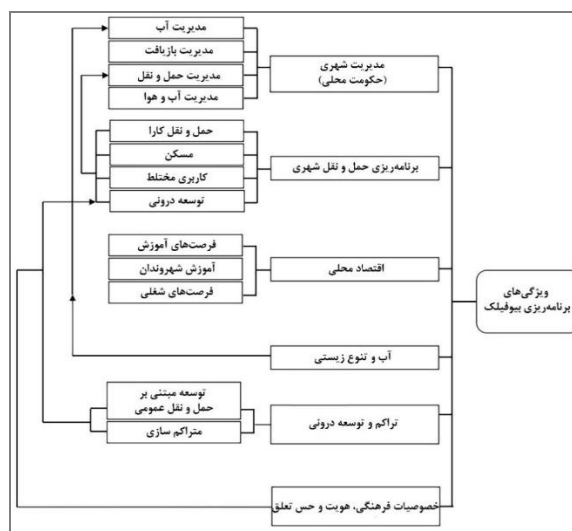 ویژگی‌های
برنامه‌ریزی بیوفیلیک
مدیریت شهری
(حکومت محلی)
مدیریت آب
مدیریت بازیافت
مدیریت حمل و نقل
مدیریت آب و هوا
برنامه‌ریزی حمل و نقل شهری
حمل و نقل کارا
مسکن
کاربری مختلط
توسعه درونی
اقتصاد محلی
فرصت‌های آموزش
آموزش شهروندان
فرصت‌های شغلی
آب و تنوع زیستی
تراکم و توسعه درونی
توسعه مبتنی بر
حمل و نقل عمومی
متراکم سازی
خصوصیات فرهنگی، هویت و حس تعلق